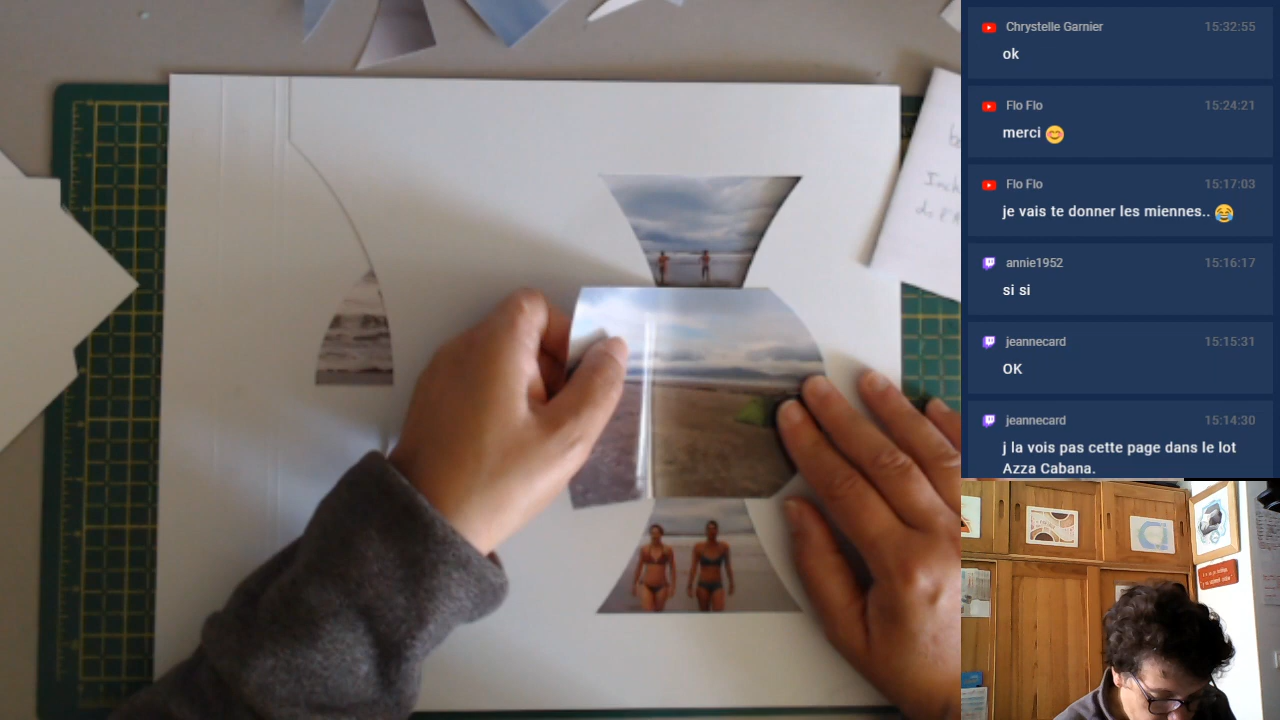 Chrystelle Garnier 15:32:55
ok
Flo Flo 15:24:21
merci 😊
Flo Flo 15:17:03
je vais te donner les miennes.. 😂
annie1952 15:16:17
si si
jeannecard 15:15:31
OK
jeannecard 15:14:30
j la vois pas cette page dans le lot
Azza Cabana.